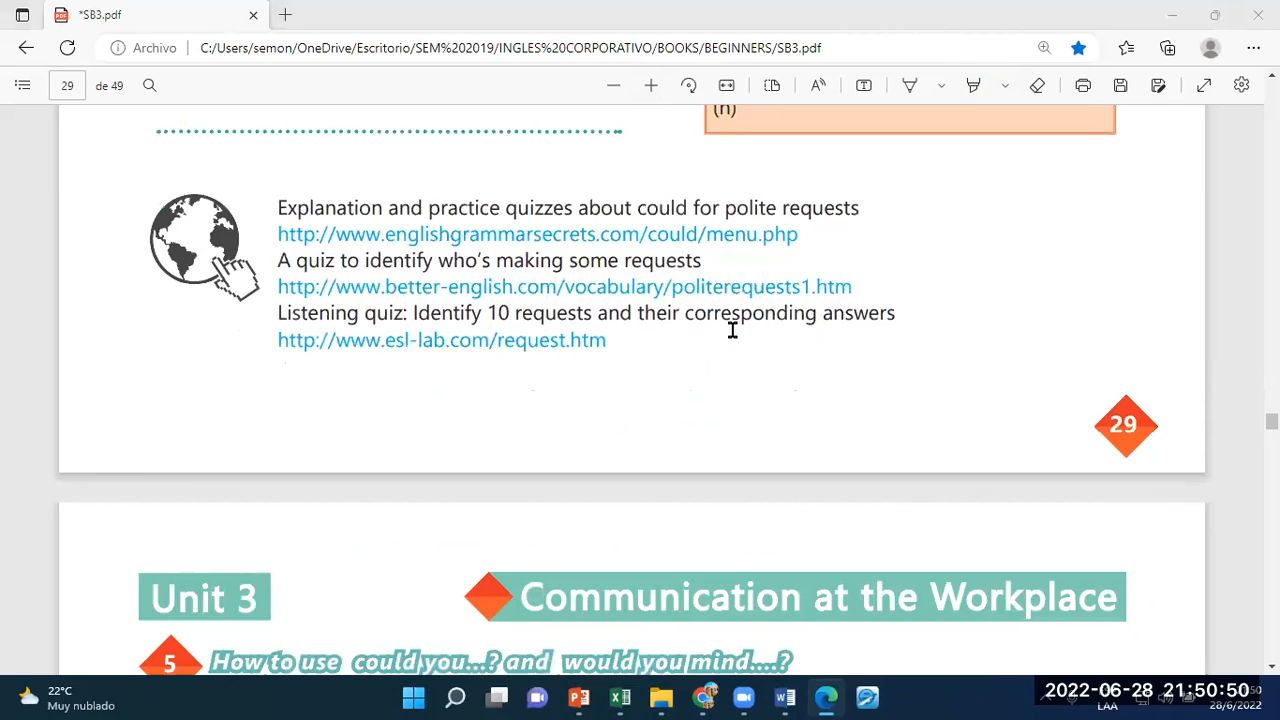 *SB3.pdf
Archivo
C:/Users/semon/OneDrive/Escritorio/SEM%202019/INGLES%20CORPORATIVO/BOOKS/BEGINNERS/SB3.pdf
29 de 49
(n)
Explanation and practice quizzes about could for polite requests
http://www.englishgrammarsecrets.com/could/menu.php
A quiz to identify who's making some requests
http://www.better-english.com/vocabulary/politerequests1.htm
Listening quiz: Identify 10 requests and their corresponding answers
http://www.esl-lab.com/request.htm
29
Unit 3
Communication at the Workplace
5 How to use could you...? and would you mind....?
22°C
Muy nublado
2022-06-28 21:50:50
LAA
28/6/2022